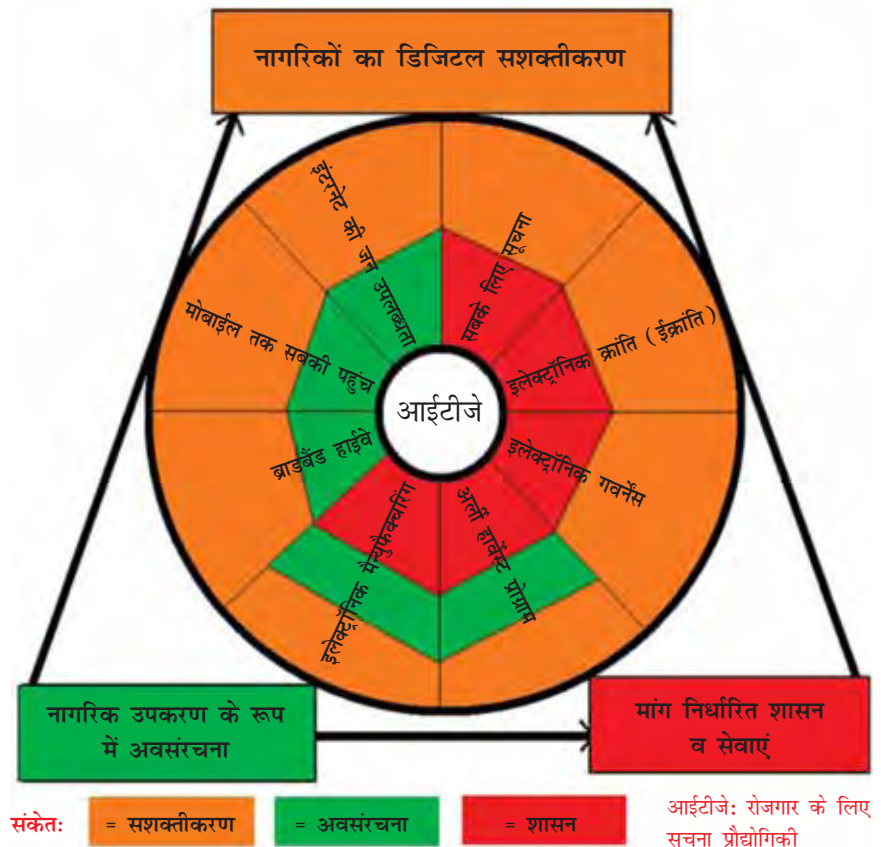 नागरिकों का डिजिटल सशक्तीकरण
इंटरनेट की जन उपलब्धता
सबके लिए सूचना
मोबाईल तक सबकी पहुंच
इलेक्ट्रॉनिक क्रांति ( ईक्रांति )
आईटीजे
ब्राडबैंड हाईवे
इलेक्ट्रॉनिक गवर्नेंस
इलेक्ट्रॉनिक मैन्युफैक्चरिंग
अर्ली हार्वेस्ट प्रोग्राम
नागरिक उपकरण के रूप
में अवसंरचना
मांग निर्धारित शासन
व सेवाएं
संकेत:
= सशक्तीकरण
= अवसंरचना
= शासन
आईटीजे: रोजगार के लिए
सचना प्रौद्योगिकी